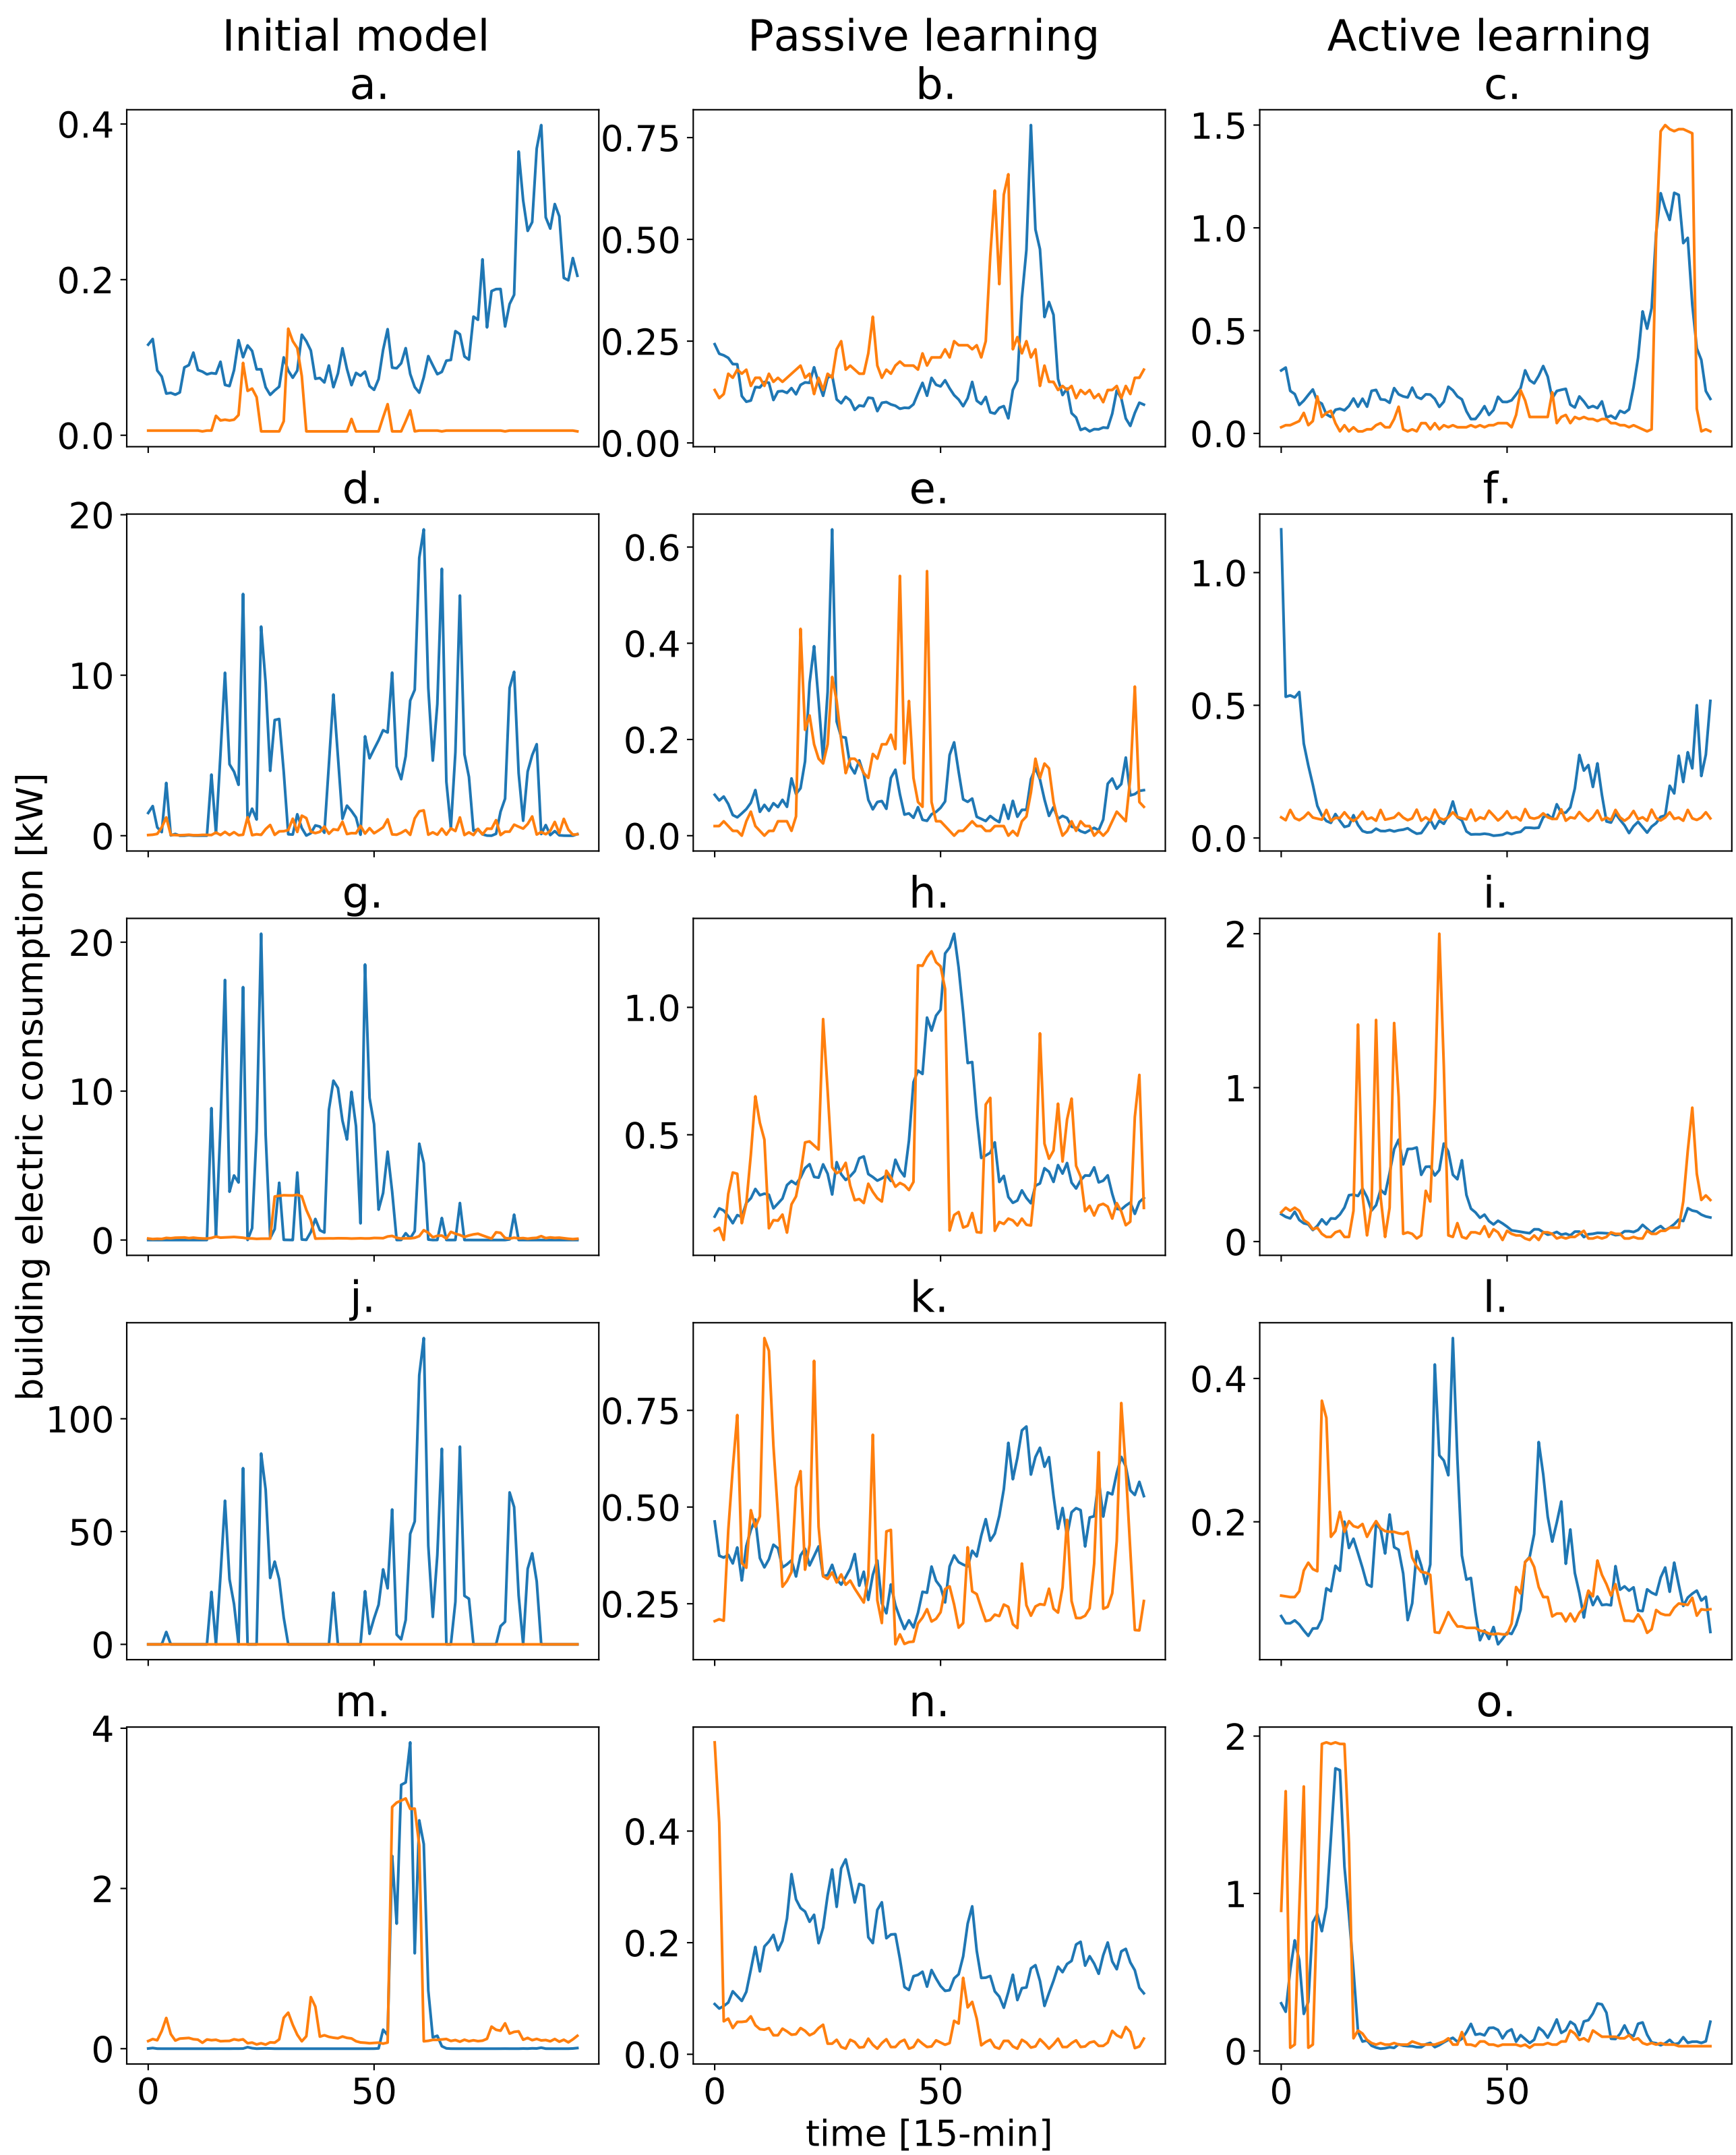 Initial model
Passive learning
Active learning
a.
b.
c.
0.4
0.2
0.0
0.75
0.50
0.25
0.00
1.5
1.0
0.5
0.0
d.
e.
f.
20
10
0
0.6
0.4
0.2
0.0
1.0
0.5
0.0
g.
h.
i.
20
10
0
1.0
0.5
2
1
0
j.
k.
l.
100
50
0
0.75
0.50
0.25
0.4
0.2
m.
n.
o.
4
2
0
0.4
0.2
0.0
2
1
0
0 50
0 50
0 50
building electric consumption [kW]
time [15-min]